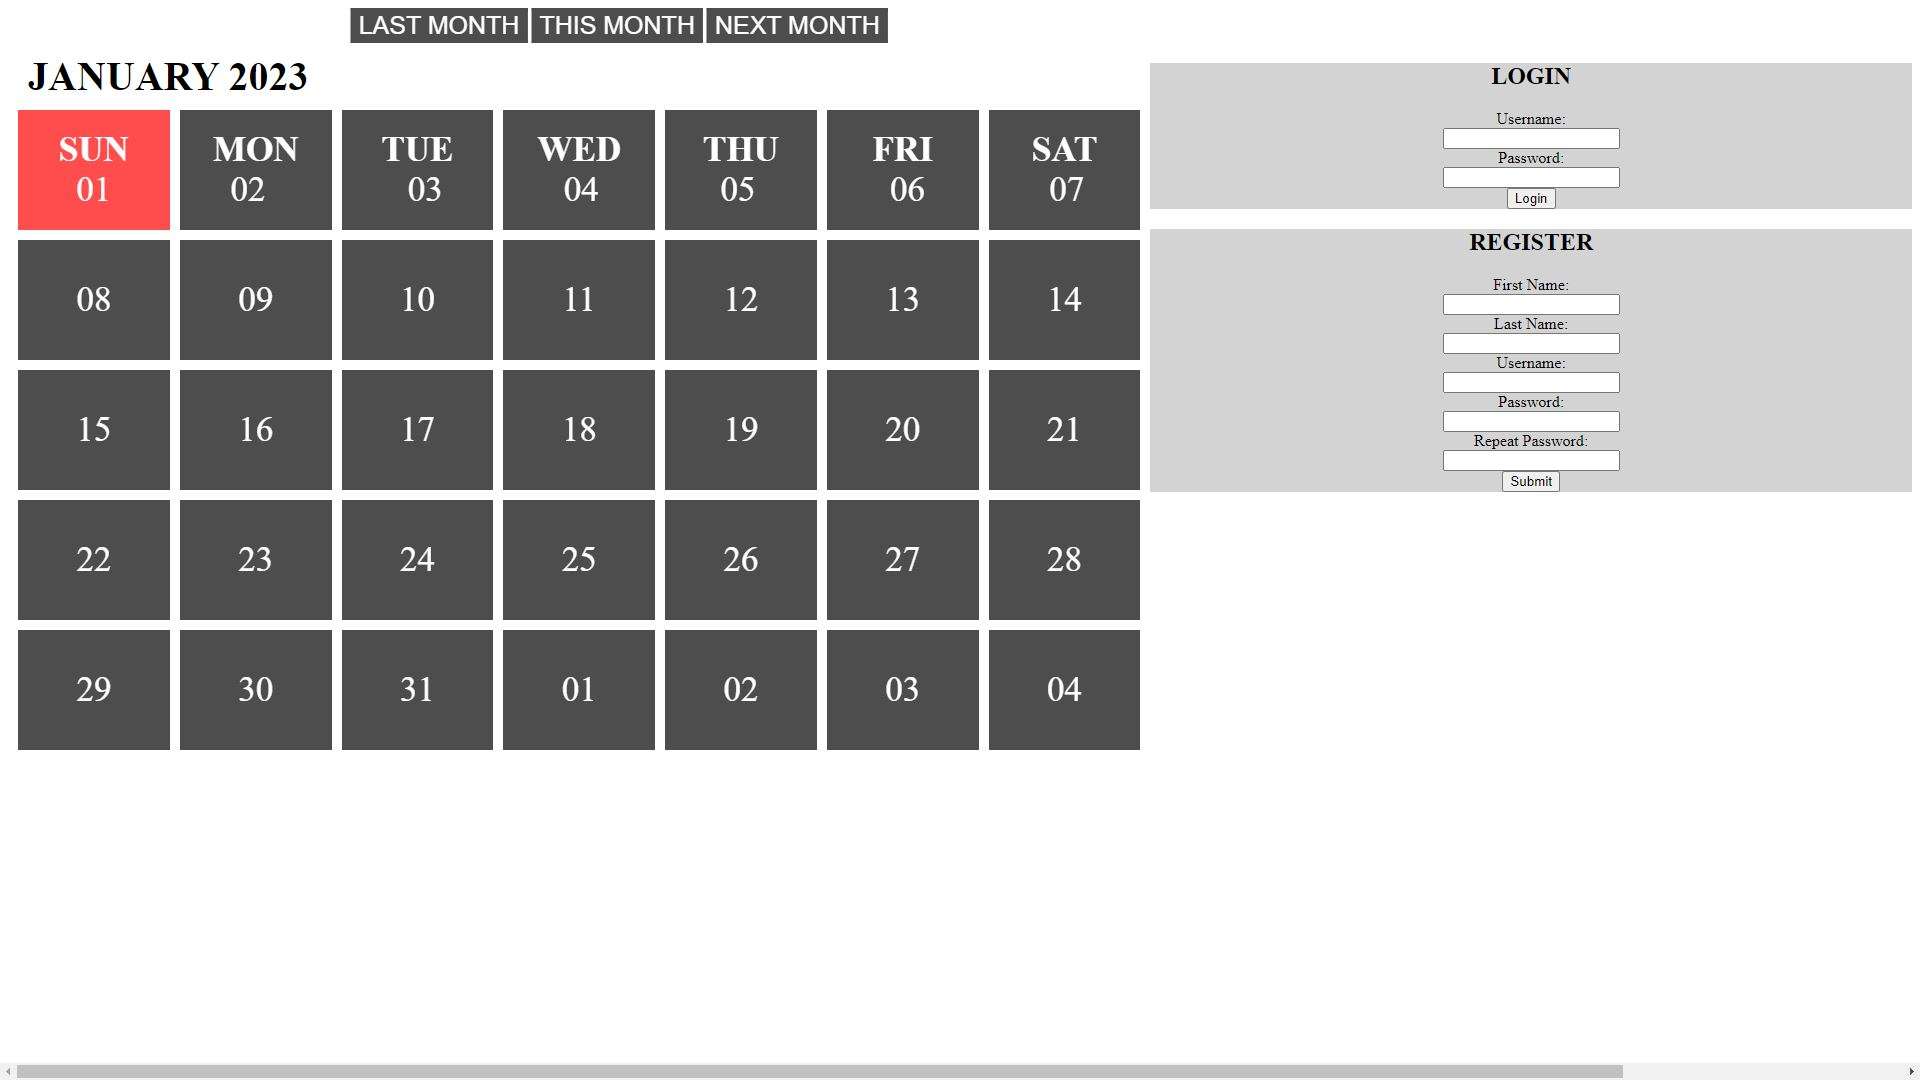 LAST MONTH THIS MONTH NEXT MONTH
JANUARY 2023
SUN MON TUE WED THU FRI SAT
01 02 03 04 05 06 07
08 09 10 11 12 13 14
15 16 17 18 19 20 21
22 23 24 25 26 27 28
29 30 31 01 02 03 04
LOGIN
Username:
Password:
Login
REGISTER
First Name:
Last Name:
Username:
Password:
Repeat Password:
Submit